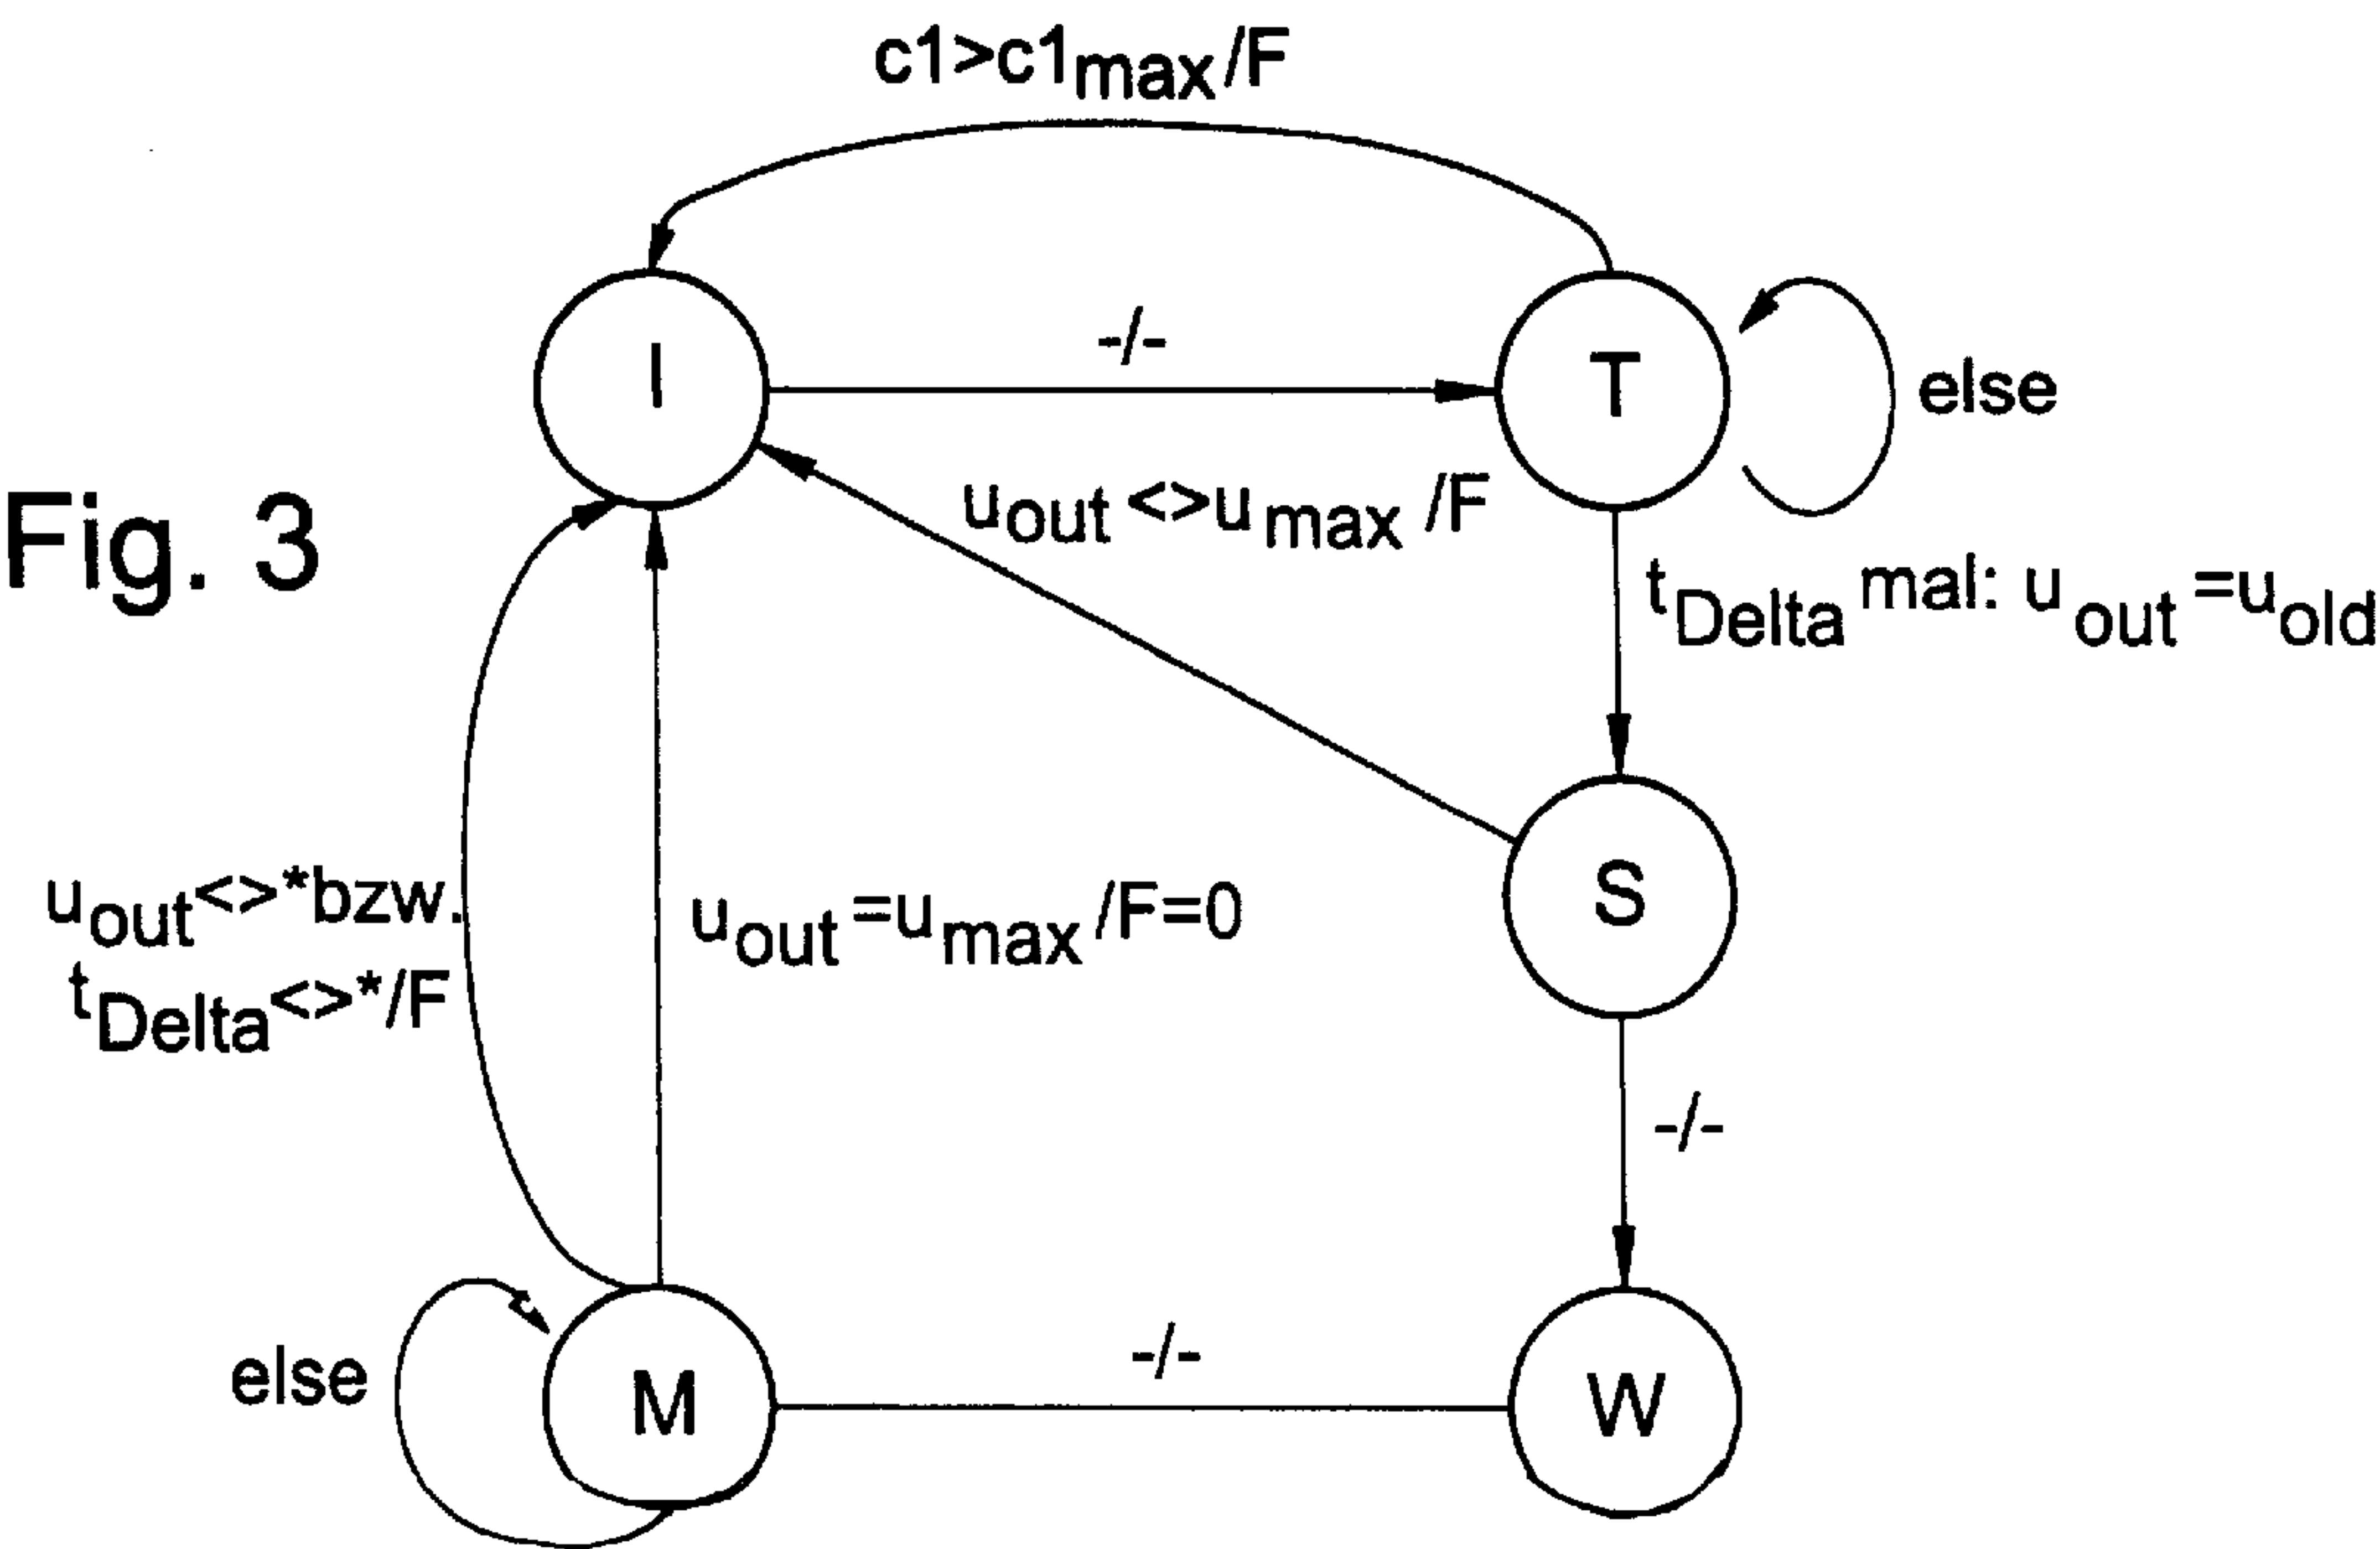 c1>c1max/F
I
-/-
T
else
Fig. 3
uout<>umax/F
tDelta mal: uout=uold
S
uout<>*bzw.
tDelta<>*/F
uout=umax/F=0
-/-
else
M
-/-
W